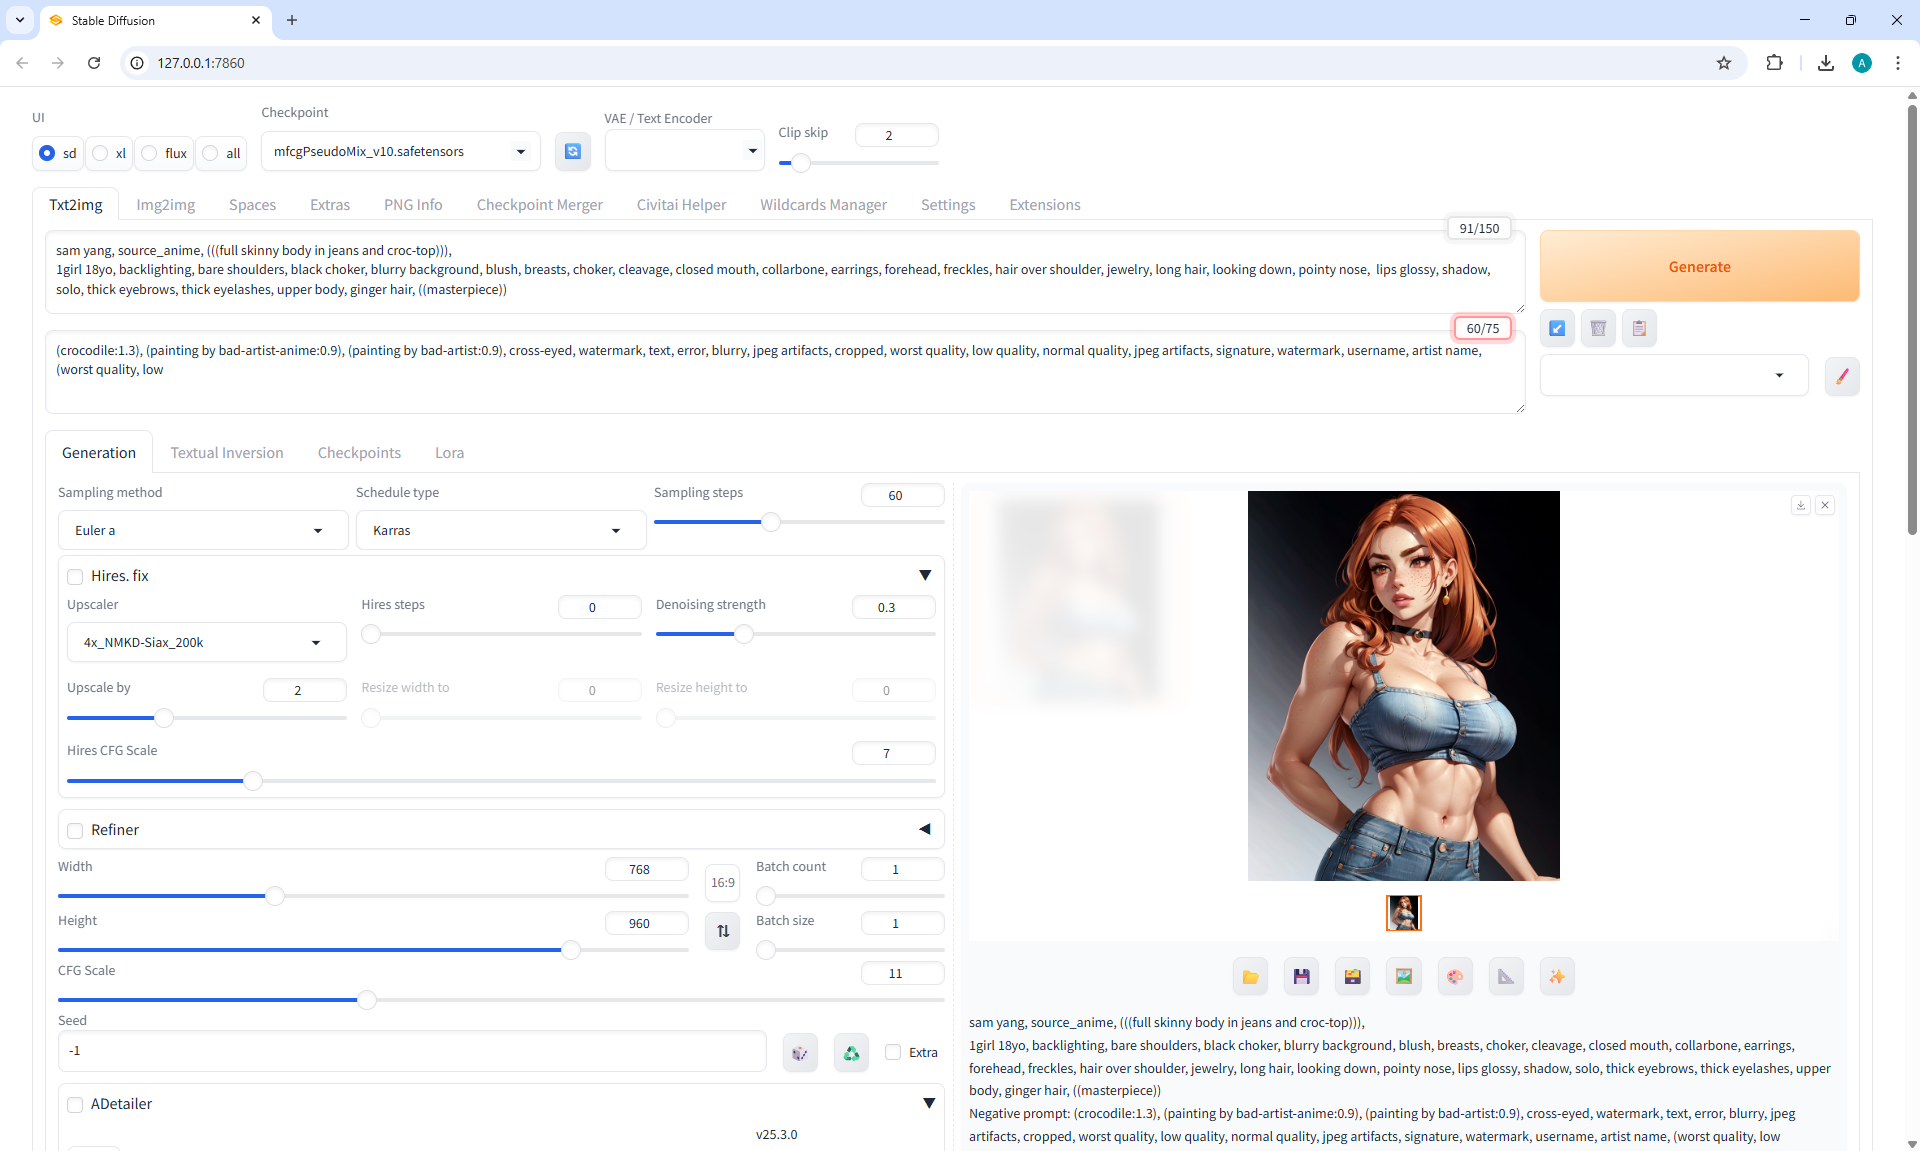 Stable Diffusion
127.0.0.1:7860
A
UI
sd
xl
flux
all
Checkpoint
mfcgPseudoMix_v10.safetensors
VAE / Text Encoder
Clip skip
2
Txt2img
Img2img
Spaces
Extras
PNG Info
Checkpoint Merger
Civitai Helper
Wildcards Manager
Settings
Extensions
91/150
sam yang, source_anime, (((full skinny body in jeans and croc-top))),
1girl 18yo, backlighting, bare shoulders, black choker, blurry background, blush, breasts, choker, cleavage, closed mouth, collarbone, earrings, forehead, freckles, hair over shoulder, jewelry, long hair, looking down, pointy nose,  lips glossy, shadow,
solo, thick eyebrows, thick eyelashes, upper body, ginger hair, ((masterpiece))
Generate
60/75
(crocodile:1.3), (painting by bad-artist-anime:0.9), (painting by bad-artist:0.9), cross-eyed, watermark, text, error, blurry, jpeg artifacts, cropped, worst quality, low quality, normal quality, jpeg artifacts, signature, watermark, username, artist name,
(worst quality, low
Generation
Textual Inversion
Checkpoints
Lora
Sampling method
Euler a
Schedule type
Karras
Sampling steps
60
Hires. fix
Upscaler
4x_NMKD-Siax_200k
Hires steps
0
Denoising strength
0.3
Upscale by
2
Resize width to
0
Resize height to
0
Hires CFG Scale
7
Refiner
Width
768
16:9
Batch count
1
Height
960
Batch size
1
CFG Scale
11
Seed
-1
Extra
ADetailer
v25.3.0
sam yang, source_anime, (((full skinny body in jeans and croc-top))),
1girl 18yo, backlighting, bare shoulders, black choker, blurry background, blush, breasts, choker, cleavage, closed mouth, collarbone, earrings,
forehead, freckles, hair over shoulder, jewelry, long hair, looking down, pointy nose, lips glossy, shadow, solo, thick eyebrows, thick eyelashes, upper
body, ginger hair, ((masterpiece))
Negative prompt: (crocodile:1.3), (painting by bad-artist-anime:0.9), (painting by bad-artist:0.9), cross-eyed, watermark, text, error, blurry, jpeg
artifacts, cropped, worst quality, low quality, normal quality, jpeg artifacts, signature, watermark, username, artist name, (worst quality, low